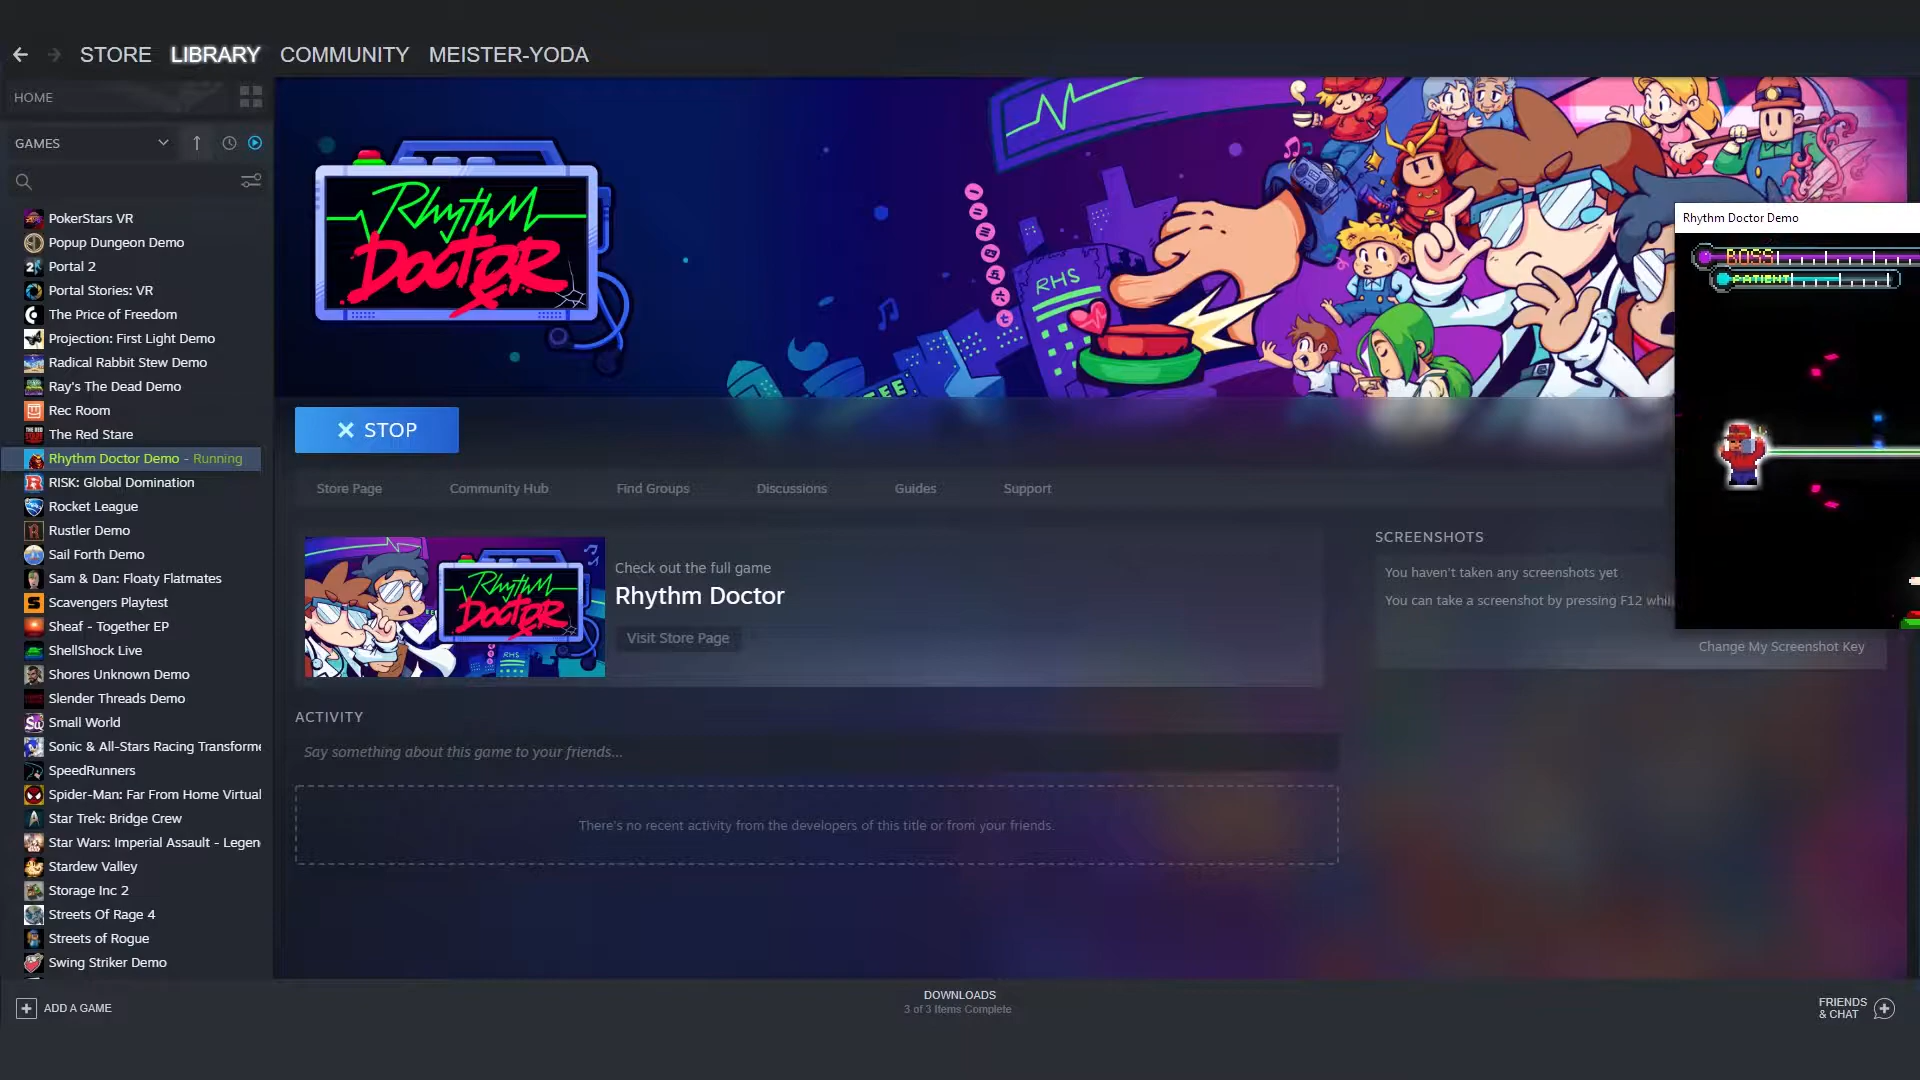 STORE LIBRARY COMMUNITY MEISTER-YODA
HOME
GAMES
PokerStars VR
Popup Dungeon Demo
Portal 2
Portal Stories: VR
The Price of Freedom
Projection: First Light Demo
Radical Rabbit Stew Demo
Ray's The Dead Demo
Rec Room
The Red Stare
Rhythm Doctor Demo - Running
RISK: Global Domination
Rocket League
Rustler Demo
Sail Forth Demo
Sam & Dan: Floaty Flatmates
Scavengers Playtest
Sheaf - Together EP
ShellShock Live
Shores Unknown Demo
Slender Threads Demo
Small World
Sonic & All-Stars Racing Transforme
SpeedRunners
Spider-Man: Far From Home Virtual
Star Trek: Bridge Crew
Star Wars: Imperial Assault - Legen
Stardew Valley
Storage Inc 2
Streets Of Rage 4
Streets of Rogue
Swing Striker Demo
ADD A GAME
Rhythm
Doctor
RHS
一
二
三
四
五
六
七
Rhythm Doctor Demo
BOSS
PATIENT
STOP
Store Page Community Hub Find Groups Discussions Guides Support
Rhythm
Doctor
RHS
Check out the full game
Rhythm Doctor
Visit Store Page
SCREENSHOTS
You haven't taken any screenshots yet
You can take a screenshot by pressing F12 whil
Change My Screenshot Key
ACTIVITY
Say something about this game to your friends...
There's no recent activity from the developers of this title or from your friends.
DOWNLOADS
3 of 3 Items Complete
FRIENDS
& CHAT